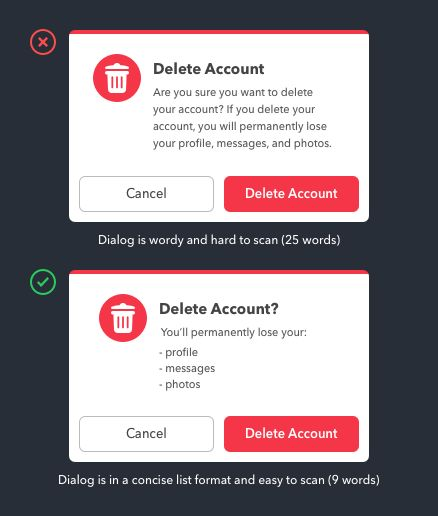 Delete Account
Are you sure you want to delete
your account? If you delete your
account, you will permanently lose
your profile, messages, and photos.
Cancel
Delete Account
Dialog is wordy and hard to scan (25 words)
Delete Account?
You'll permanently lose your:
- profile
- messages
- photos
Cancel
Delete Account
Dialog is in a concise list format and easy to scan (9 words)